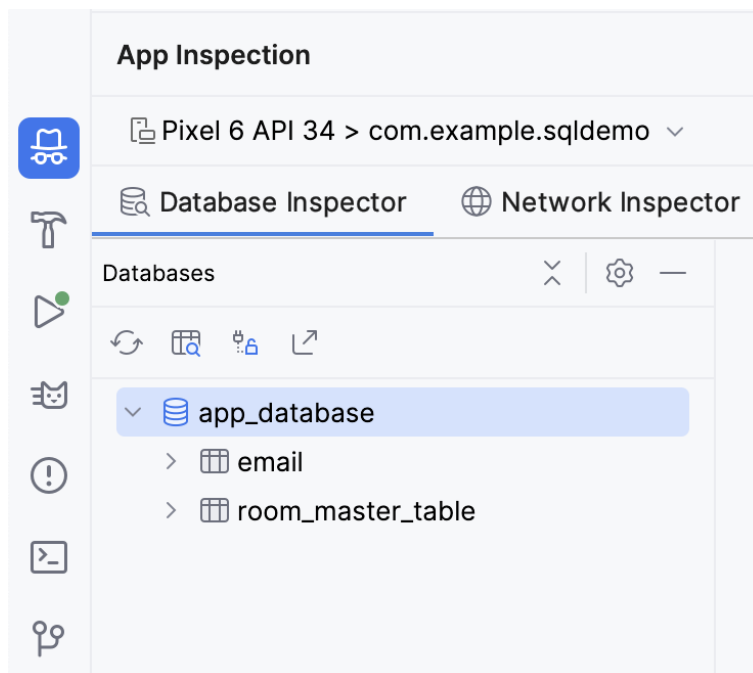 App Inspection
Pixel 6 API 34 > com.example.sqldemo
Database Inspector Network Inspector
Databases
app_database
email
room_master_table